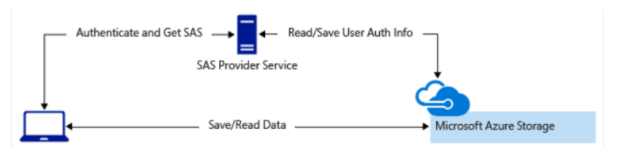 Authenticate and Get SAS
Read/Save User Auth Info
SAS Provider Service
Save/Read Data
Microsoft Azure Storage